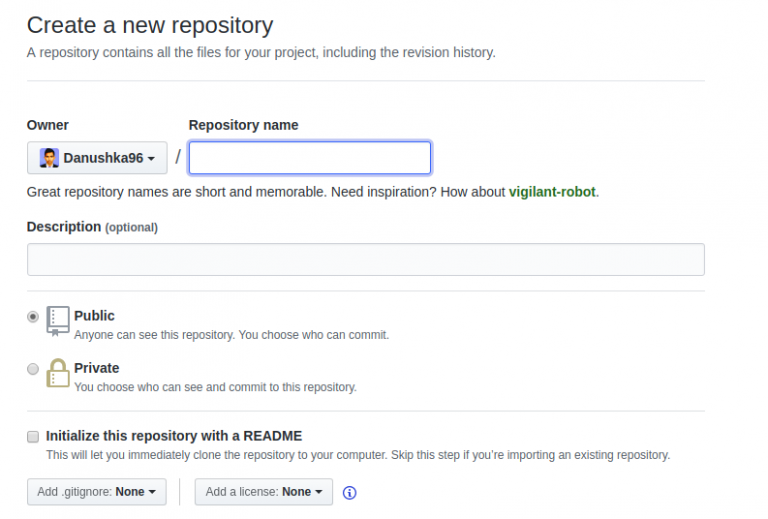 Create a new repository
A repository contains all the files for your project, including the revision history.
Owner
Repository name
Danushka96
/
Great repository names are short and memorable. Need inspiration? How about vigilant-robot.
Description (optional)
Public
Anyone can see this repository. You choose who can commit.
Private
You choose who can see and commit to this repository.
Initialize this repository with a README
This will let you immediately clone the repository to your computer. Skip this step if you’re importing an existing repository.
Add .gitignore: None
Add a license: None